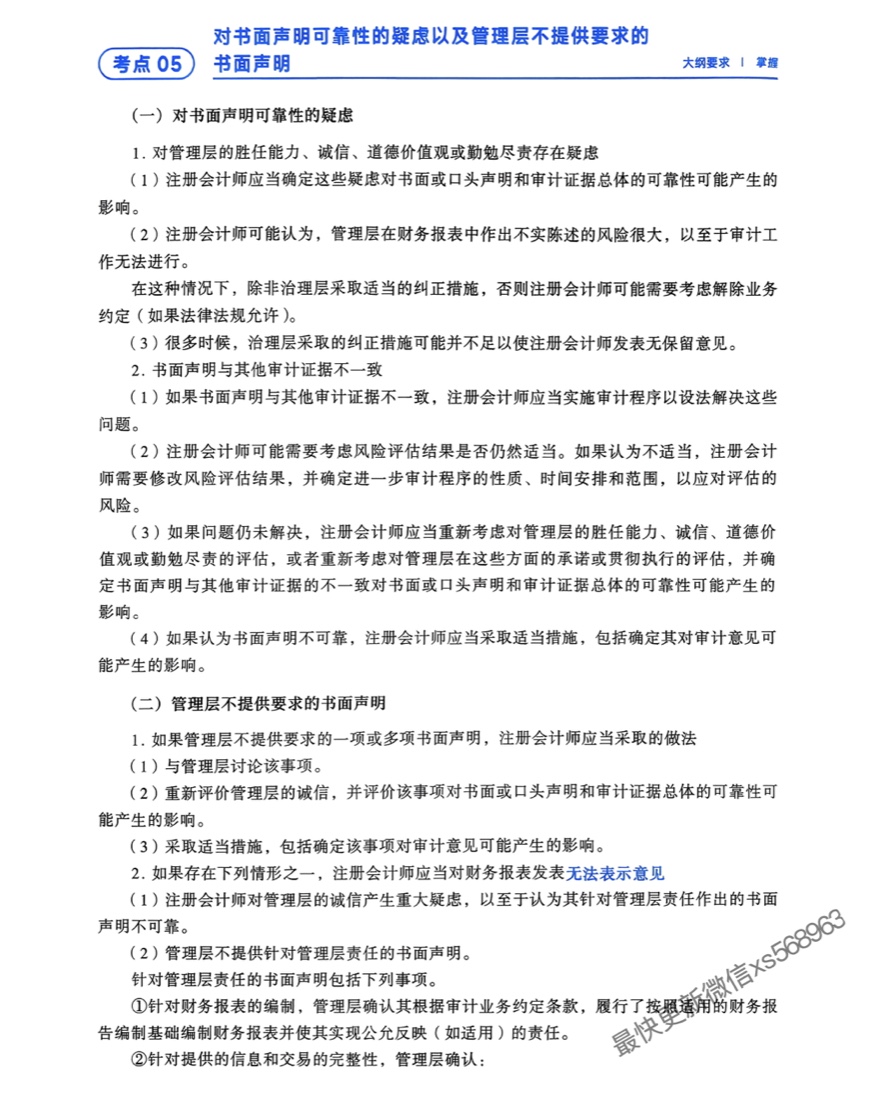 对书面声明可靠性的疑虑以及管理层不提供要求的
考点 05
书面声明
大纲要求 | 掌握
（一）对书面声明可靠性的疑虑
1. 对管理层的胜任能力、诚信、道德价值观或勤勉尽责存在疑虑
（1）注册会计师应当确定这些疑虑对书面或口头声明和审计证据总体的可靠性可能产生的
影响。
（2）注册会计师可能认为，管理层在财务报表中作出不实陈述的风险很大，以至于审计工
作无法进行。
在这种情况下，除非治理层采取适当的纠正措施，否则注册会计师可能需要考虑解除业务
约定（如果法律法规允许）。
（3）很多时候，治理层采取的纠正措施可能并不足以使注册会计师发表无保留意见。
2. 书面声明与其他审计证据不一致
（1）如果书面声明与其他审计证据不一致，注册会计师应当实施审计程序以设法解决这些
问题。
（2）注册会计师可能需要考虑风险评估结果是否仍然适当。如果认为不适当，注册会计
师需要修改风险评估结果，并确定进一步审计程序的性质、时间安排和范围，以应对评估的
风险。
（3）如果问题仍未解决，注册会计师应当重新考虑对管理层的胜任能力、诚信、道德价
值观或勤勉尽责的评估，或者重新考虑对管理层在这些方面的承诺或贯彻执行的评估，并确
定书面声明与其他审计证据的不一致对书面或口头声明和审计证据总体的可靠性可能产生的
影响。
（4）如果认为书面声明不可靠，注册会计师应当采取适当措施，包括确定其对审计意见可
能产生的影响。
（二）管理层不提供要求的书面声明
1. 如果管理层不提供要求的一项或多项书面声明，注册会计师应当采取的做法
（1）与管理层讨论该事项。
（2）重新评价管理层的诚信，并评价该事项对书面或口头声明和审计证据总体的可靠性可
能产生的影响。
（3）采取适当措施，包括确定该事项对审计意见可能产生的影响。
2. 如果存在下列情形之一，注册会计师应当对财务报表发表无法表示意见
（1）注册会计师对管理层的诚信产生重大疑虑，以至于认为其针对管理层责任作出的书面
声明不可靠。
（2）管理层不提供针对管理层责任的书面声明。
针对管理层责任的书面声明包括下列事项。
①针对财务报表的编制，管理层确认其根据审计业务约定条款，履行了按照适用的财务报
告编制基础编制财务报表并使其实现公允反映（如适用）的责任。
②针对提供的信息和交易的完整性，管理层确认：
最快更新微信xs568963